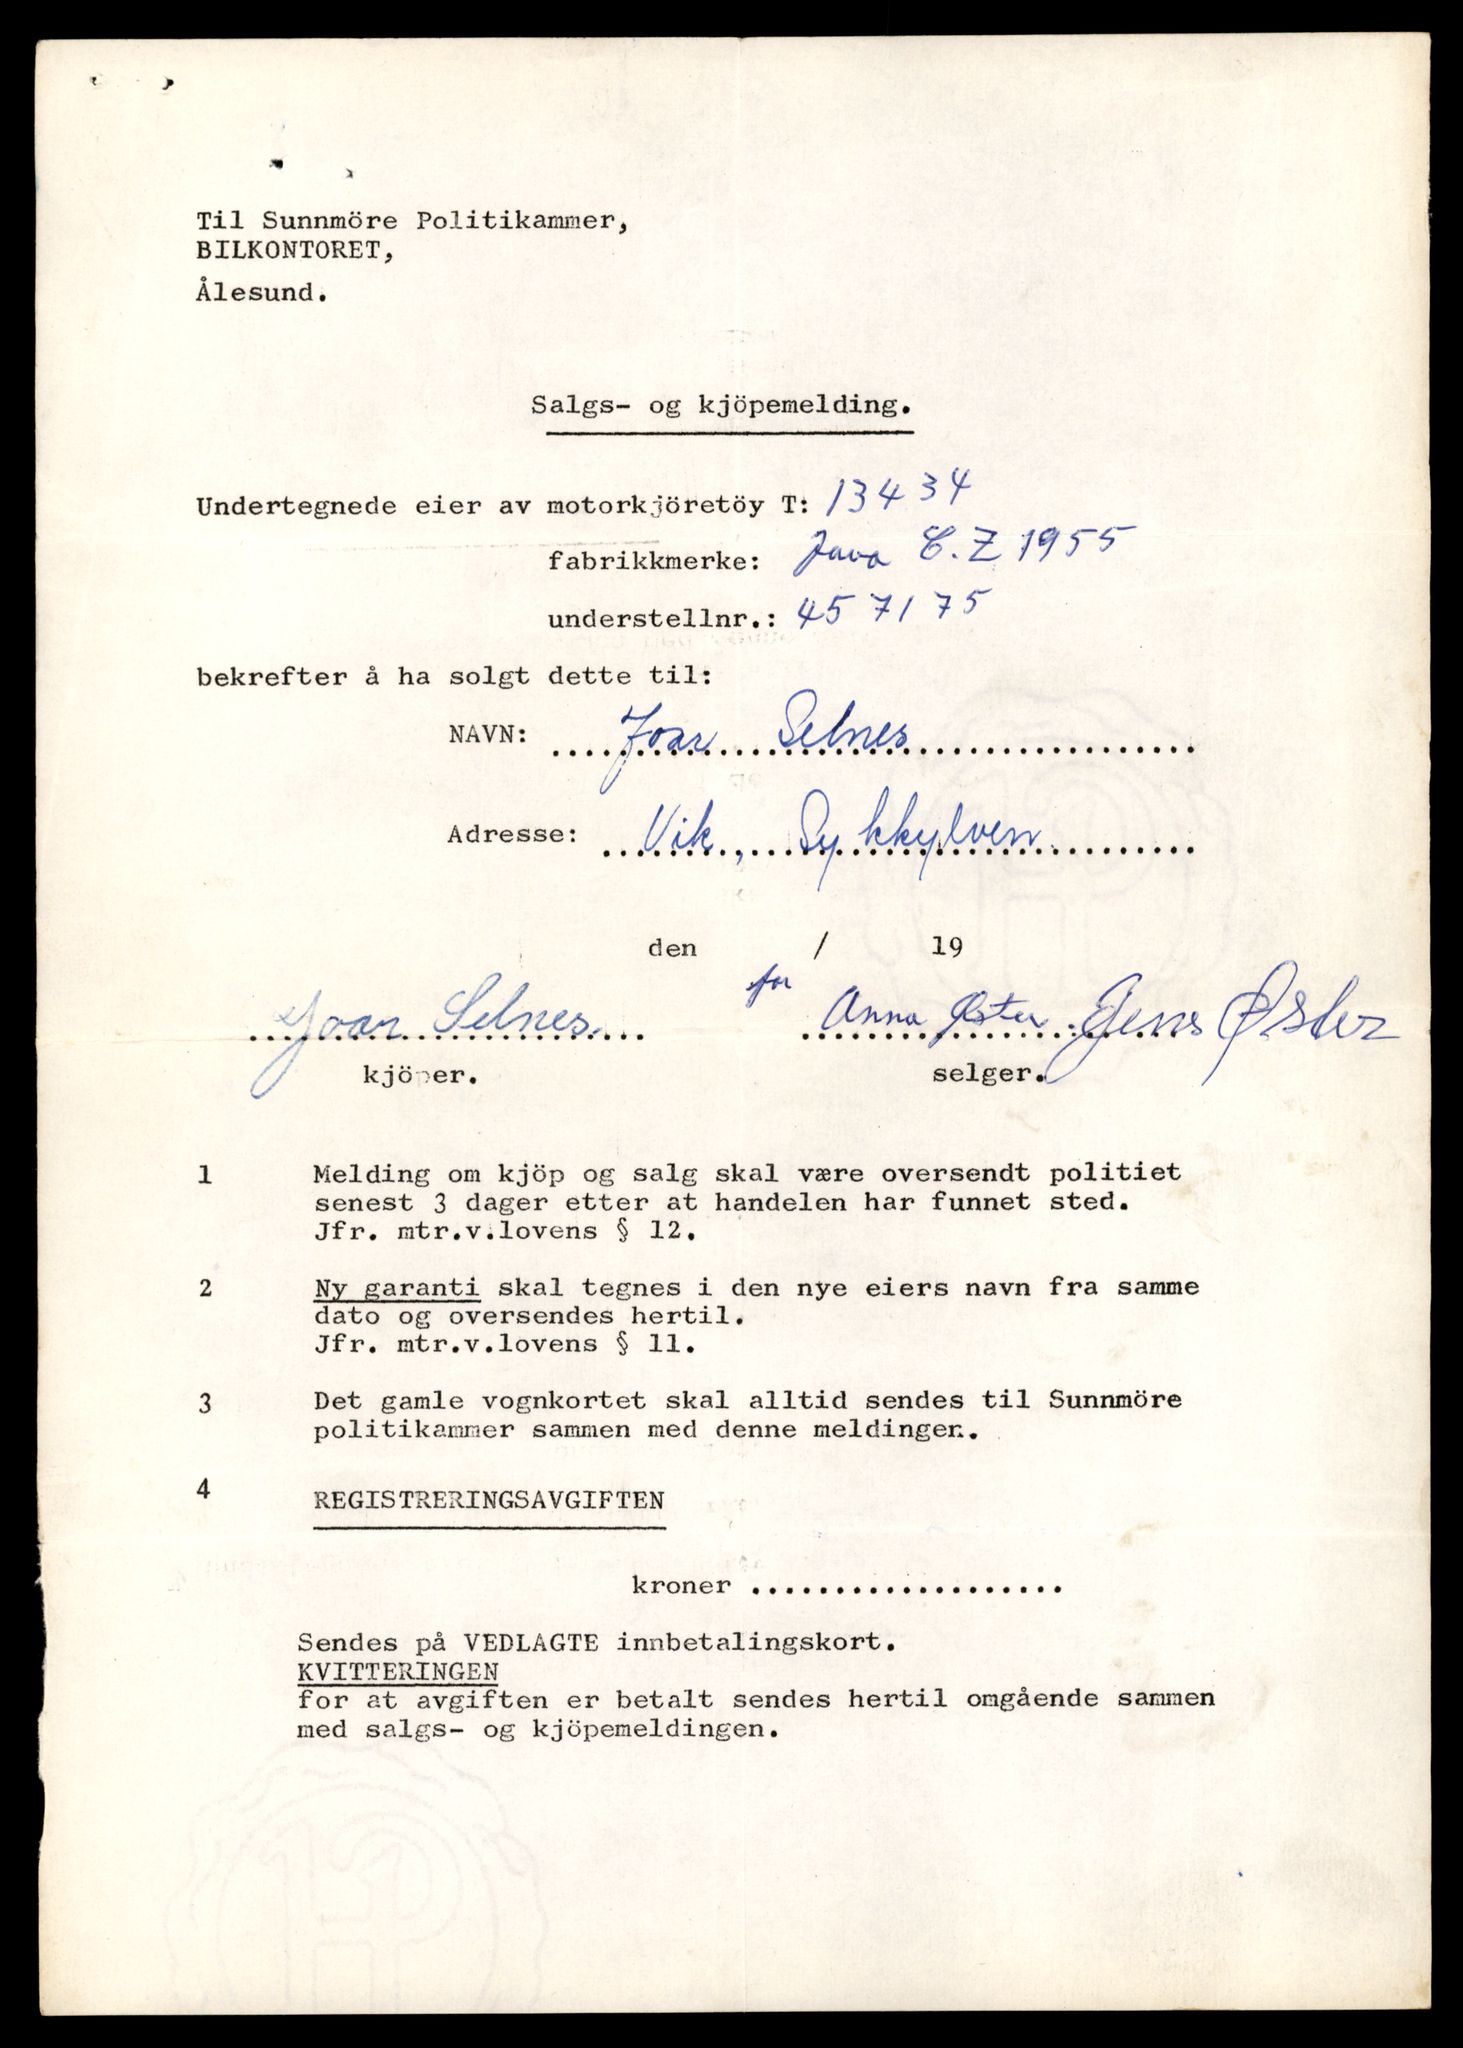 Til Sunnmöre Politikammer,
BILKONTORET,
Ålesund.
Salgs- og kjöpemelding.
Undertegnede eier av motorkjöretöy T: 13434
fabrikkmerke: Java C.Z 1955
understellnr.: 457175
bekrefter å ha solgt dette til:
NAVN: Joar Selnes
Adresse: Vik, Sykkylven
den / 19
for
Joar Selnes Anna Øster Jens Øster
kjöper. selger.
1 Melding om kjöp og salg skal være oversendt politiet
senest 3 dager etter at handelen har funnet sted.
Jfr. mtr.v.lovens § 12.
2 Ny garanti skal tegnes i den nye eiers navn fra samme
dato og oversendes hertil.
Jfr. mtr.v.lovens § 11.
3 Det gamle vognkortet skal alltid sendes til Sunnmöre
politikammer sammen med denne meldingen.
4 REGISTRERINGSAVGIFTEN
kroner ...................
Sendes på VEDLAGTE innbetalingskort.
KVITTERINGEN
for at avgiften er betalt sendes hertil omgående sammen
med salgs- og kjöpemeldingen.